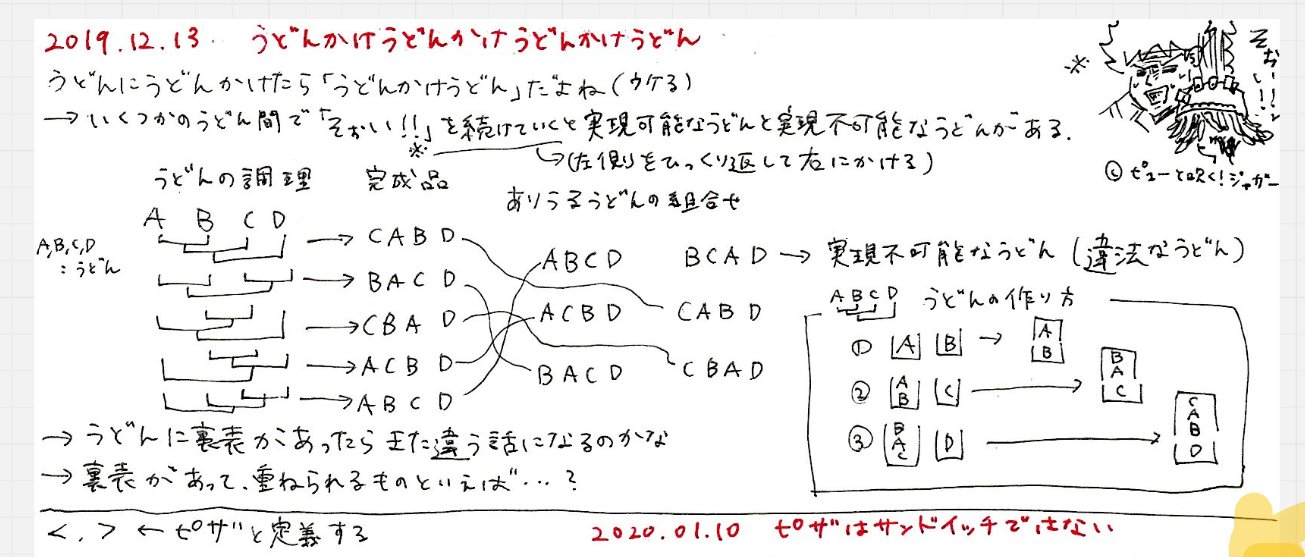 2019.12.13. うどんかけうどんかけうどんかけうどん
うどんにうどんかけたら「うどんかけうどん」だよね(ウケる)
→いくつかのうどん間で「そぉい!!」を続けていくと実現可能なうどんと実現不可能なうどんがある.
※
→(左側をひっくり返して右にかける)
※
そぉーい!!
©ピューと吹く!ジャガー
うどんの調理 完成品
ありうるうどんの組合せ
A B C D
A,B,C,D
:うどん
→ CABD
→ BACD
→ CBAD
→ ACBD
→ ABCD
ABCD BCAD → 実現不可能なうどん(違法なうどん)
ACBD CABD
BACD CBAD
ABCD うどんの作り方
① A B → A B
② A B C → B A C
③ B A C D → C A B D
→ うどんに裏表があったらまた違う話になるのかな
→ 裏表があって、重ねられるものといえば…?
<.> ← ピザと定義する
2020.01.10 ピザはサンドイッチではない